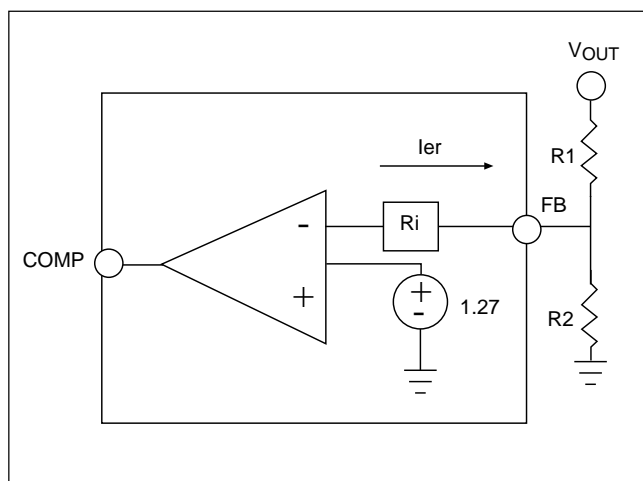 VOUT
Ier
R1
FB
-
Ri
COMP
+
+
-
1.27
R2